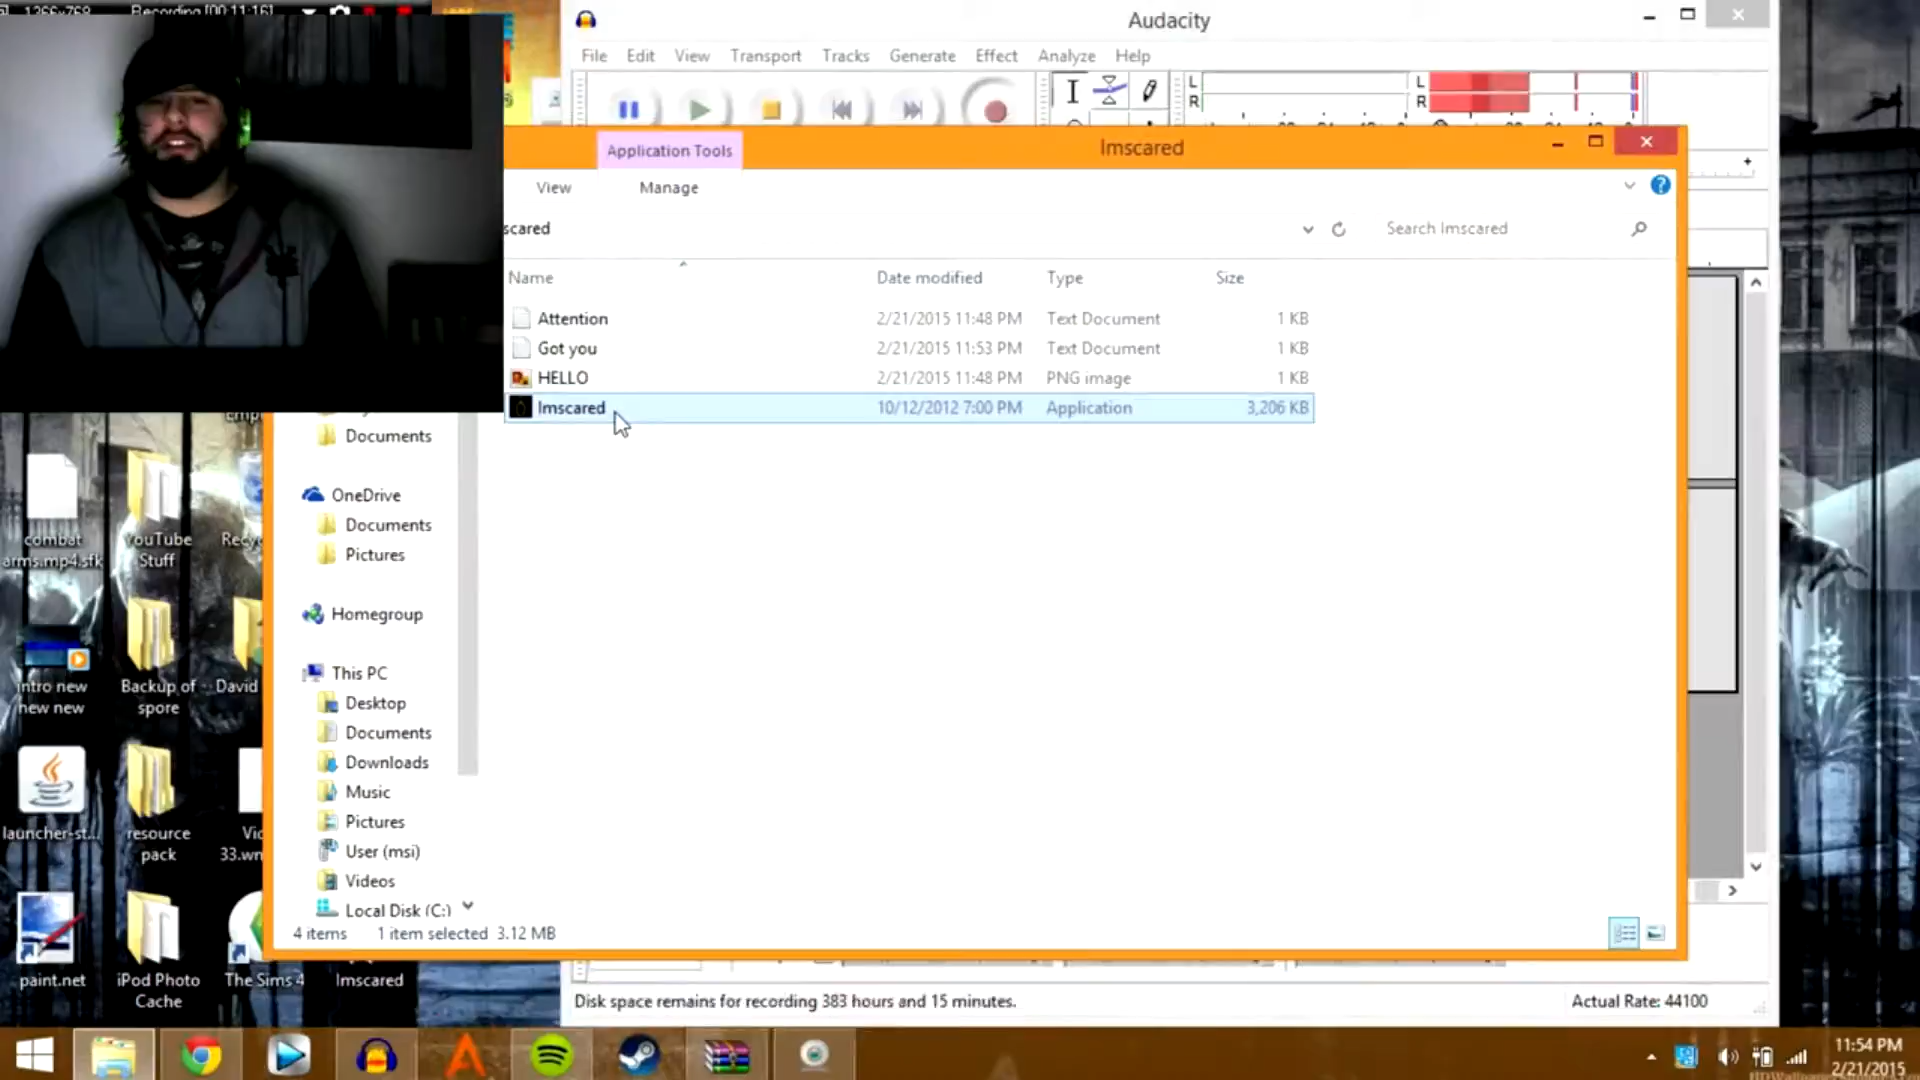 1366x768 Recording [00:11:16]
Audacity
File Edit View Transport Tracks Generate Effect Analyze Help
L
R
L
R
Application Tools
Imscared
View
Manage
scared
Search Imscared
Name
Date modified
Type
Size
Attention 2/21/2015 11:48 PM Text Document 1 KB
Got you 2/21/2015 11:53 PM Text Document 1 KB
HELLO 2/21/2015 11:48 PM PNG image 1 KB
Imscared 10/12/2012 7:00 PM Application 3,206 KB
Documents
OneDrive
Documents
Pictures
Homegroup
This PC
Desktop
Documents
Downloads
Music
Pictures
User (msi)
Videos
Local Disk (C:)
4 items 1 item selected 3.12 MB
combat
arms.mp4.sfk
YouTube
Stuff
Recyc
intro new
new new
Backup of
spore
David
launcher-st...
resource
pack
Vic
33.wn
paint.net
iPod Photo
Cache
The Sims 4
Imscared
Disk space remains for recording 383 hours and 15 minutes.
Actual Rate: 44100
11:54 PM
2/21/2015